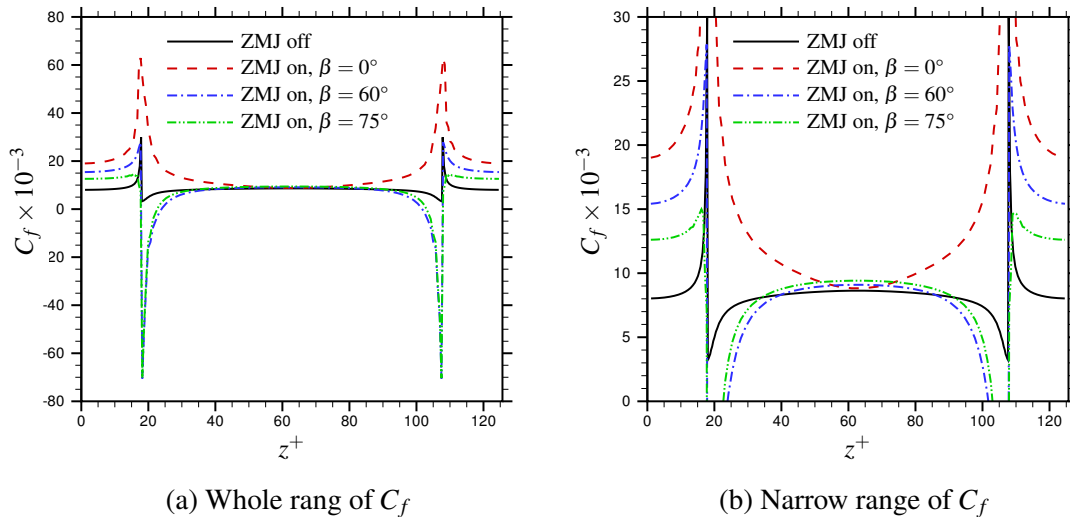 80
60
40
20
0
-20
-40
-60
-80
C_f × 10^−3
0 20 40 60 80 100 120
z^+
ZMJ off
ZMJ on, β = 0°
ZMJ on, β = 60°
ZMJ on, β = 75°
(a) Whole rang of C_f
30
25
20
15
10
5
0
C_f × 10^−3
0 20 40 60 80 100 120
z^+
ZMJ off
ZMJ on, β = 0°
ZMJ on, β = 60°
ZMJ on, β = 75°
(b) Narrow range of C_f